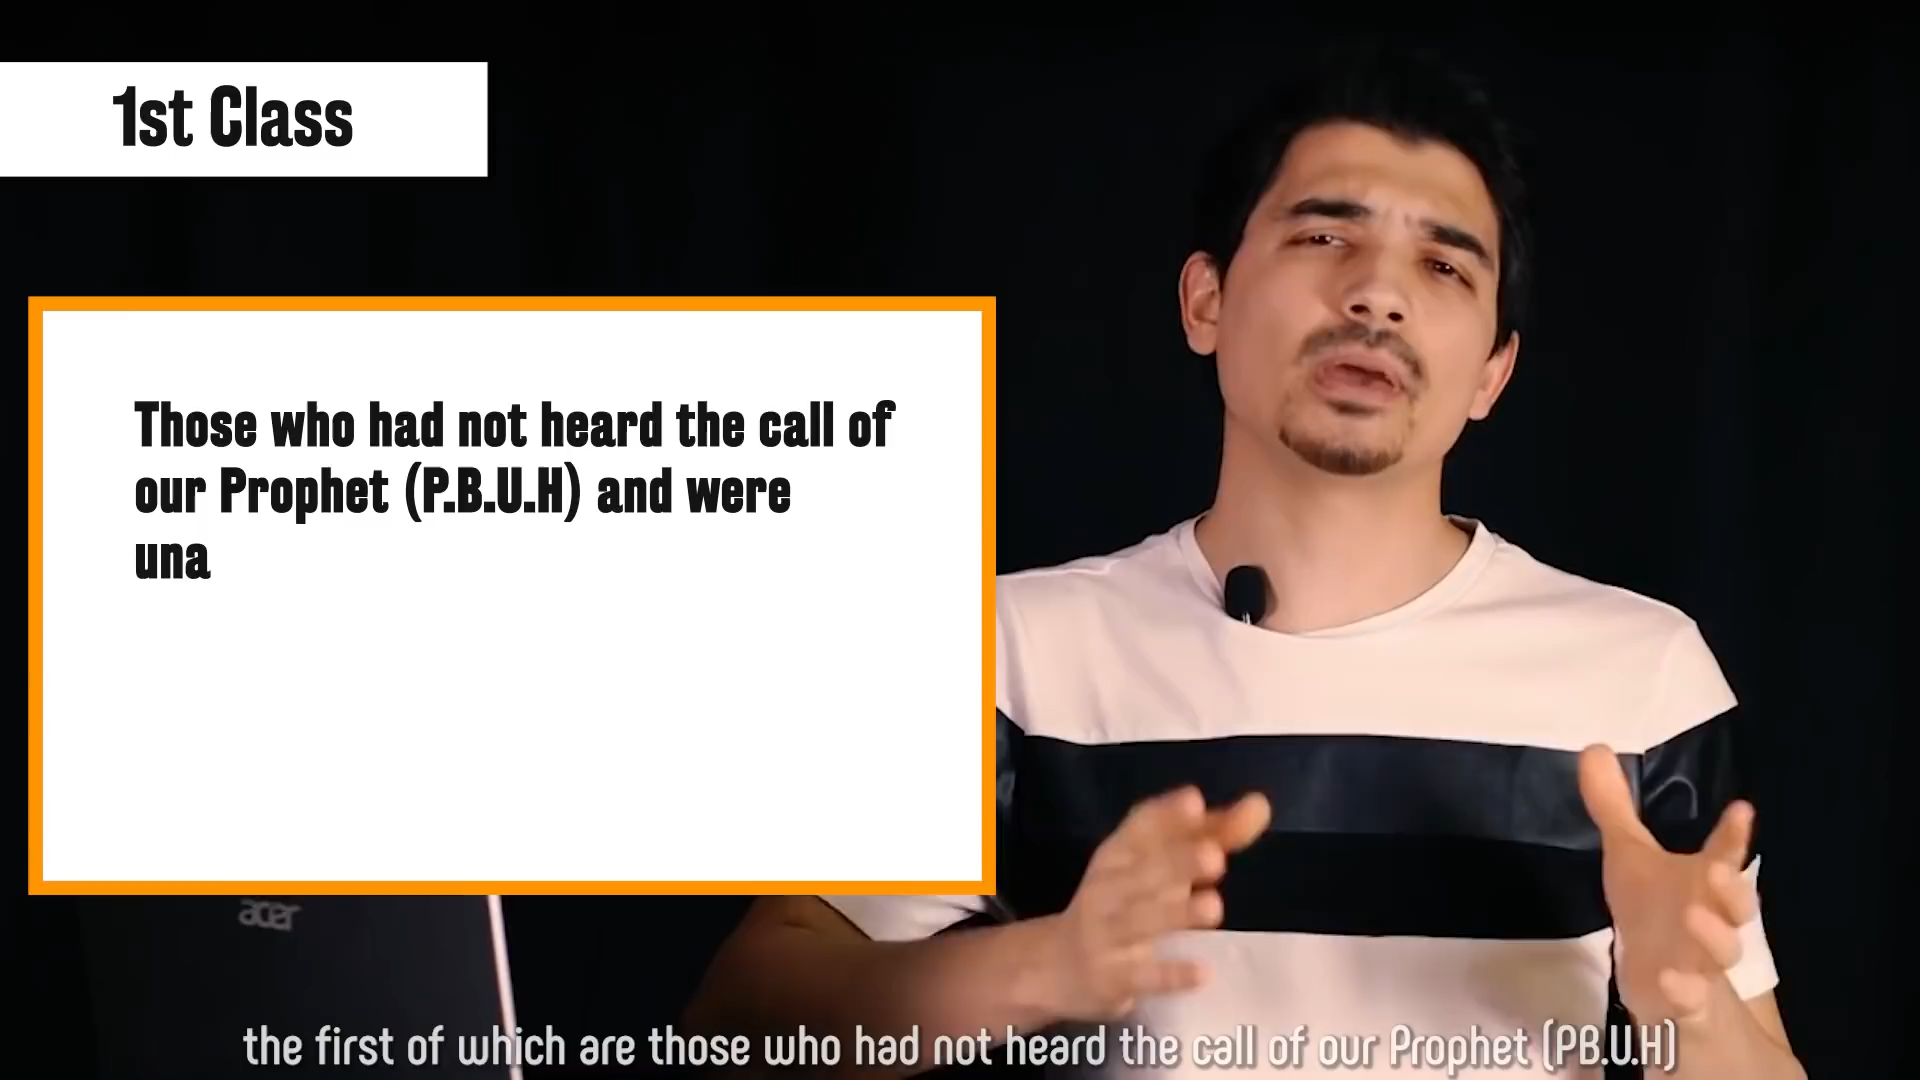 1st Class
Those who had not heard the call of
our Prophet (P.B.U.H) and were
una
acer
the first of which are those who had not heard the call of our Prophet (P.B.U.H)